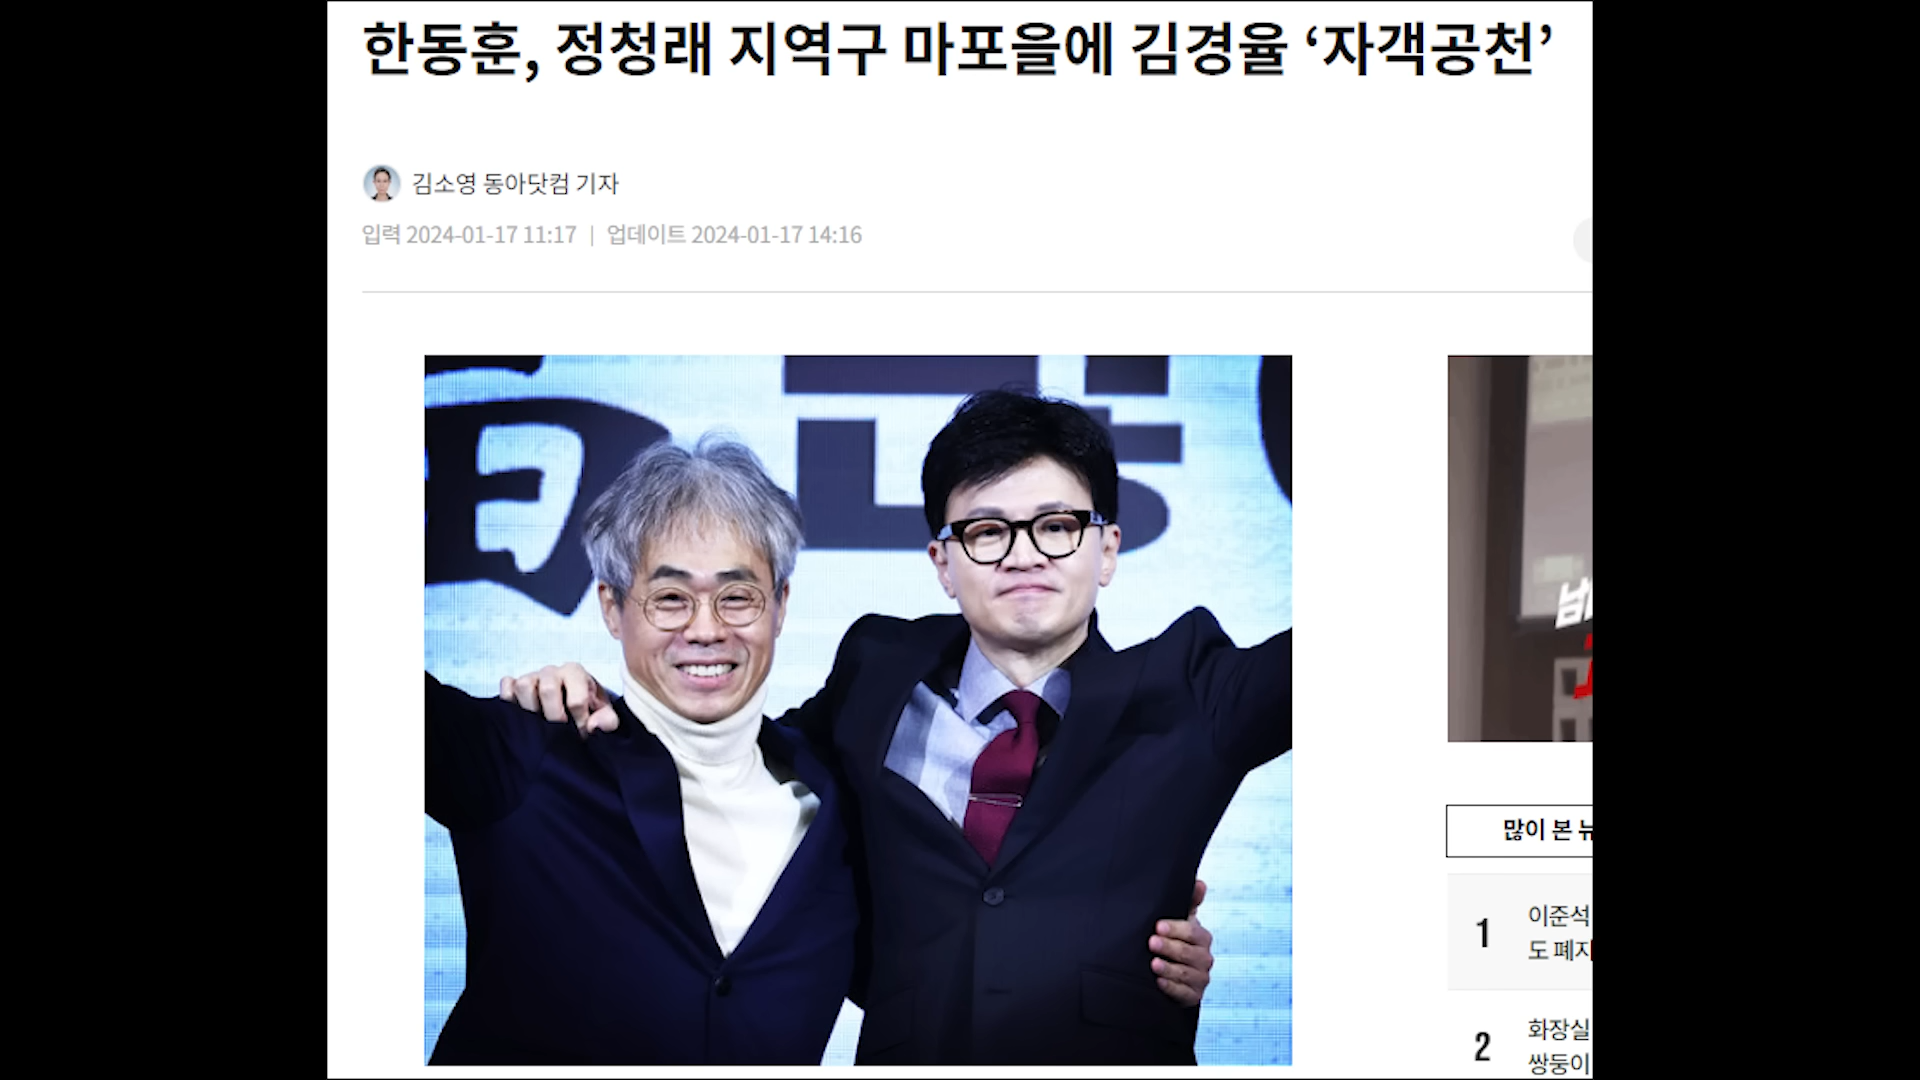 한동훈, 정청래 지역구 마포을에 김경율 ‘자객공천’
김소영 동아닷컴 기자
입력 2024-01-17 11:17 | 업데이트 2024-01-17 14:16
많이 본 뉴
1
이준석
도 폐지
2
화장실
쌍둥이